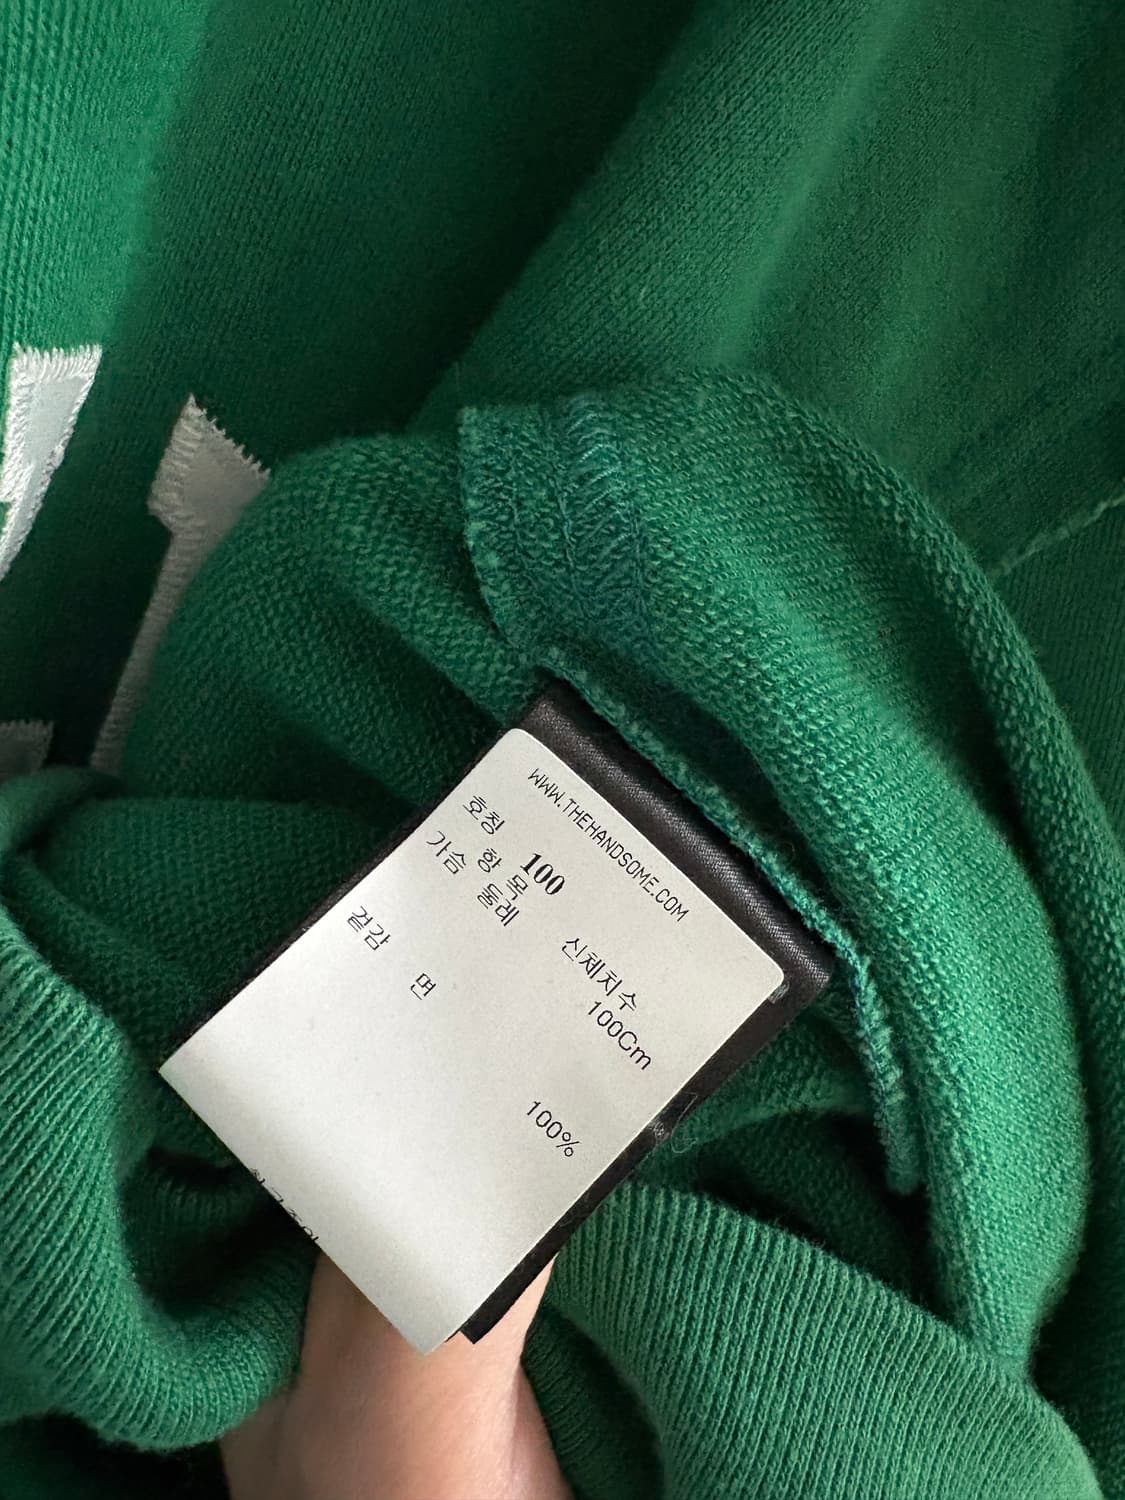 WWW.THEHANDSOME.COM
호칭 100
항목 신체치수
가슴 둘레 100Cm
겉감 면 100%